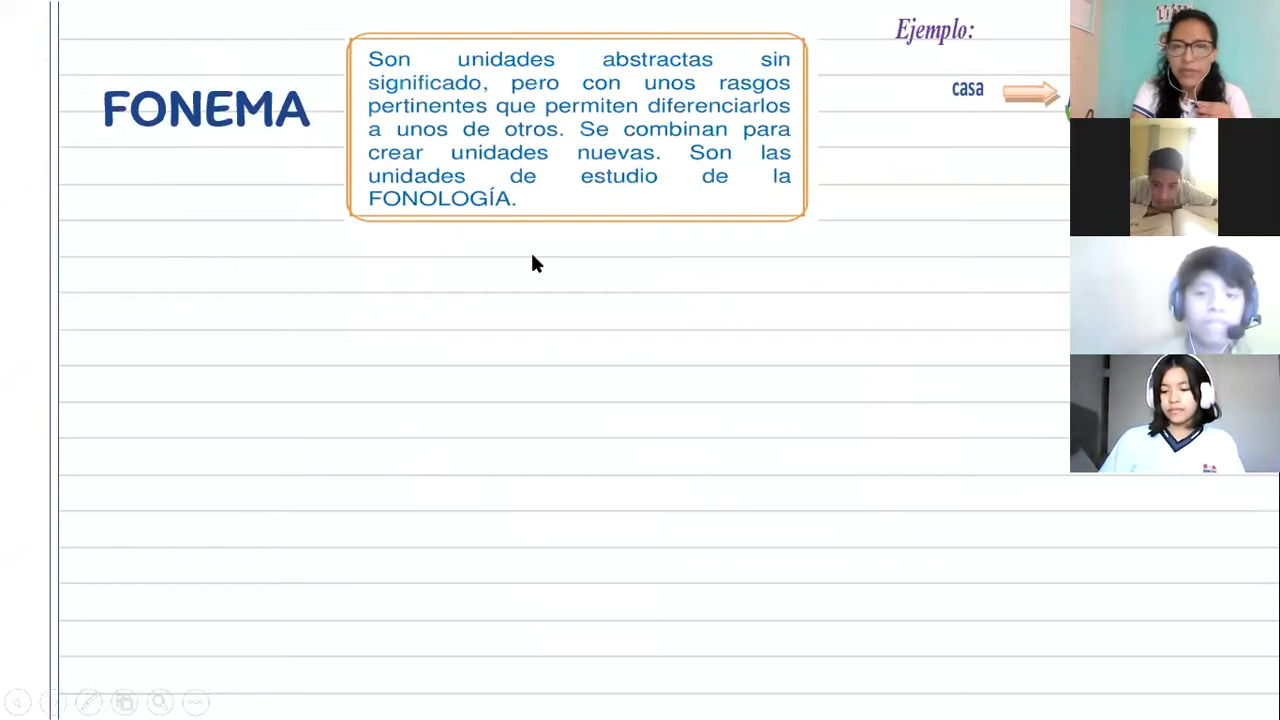 FONEMA
Son unidades abstractas sin
significado, pero con unos rasgos
pertinentes que permiten diferenciarlos
a unos de otros. Se combinan para
crear unidades nuevas. Son las
unidades de estudio de la
FONOLOGÍA.
Ejemplo:
casa